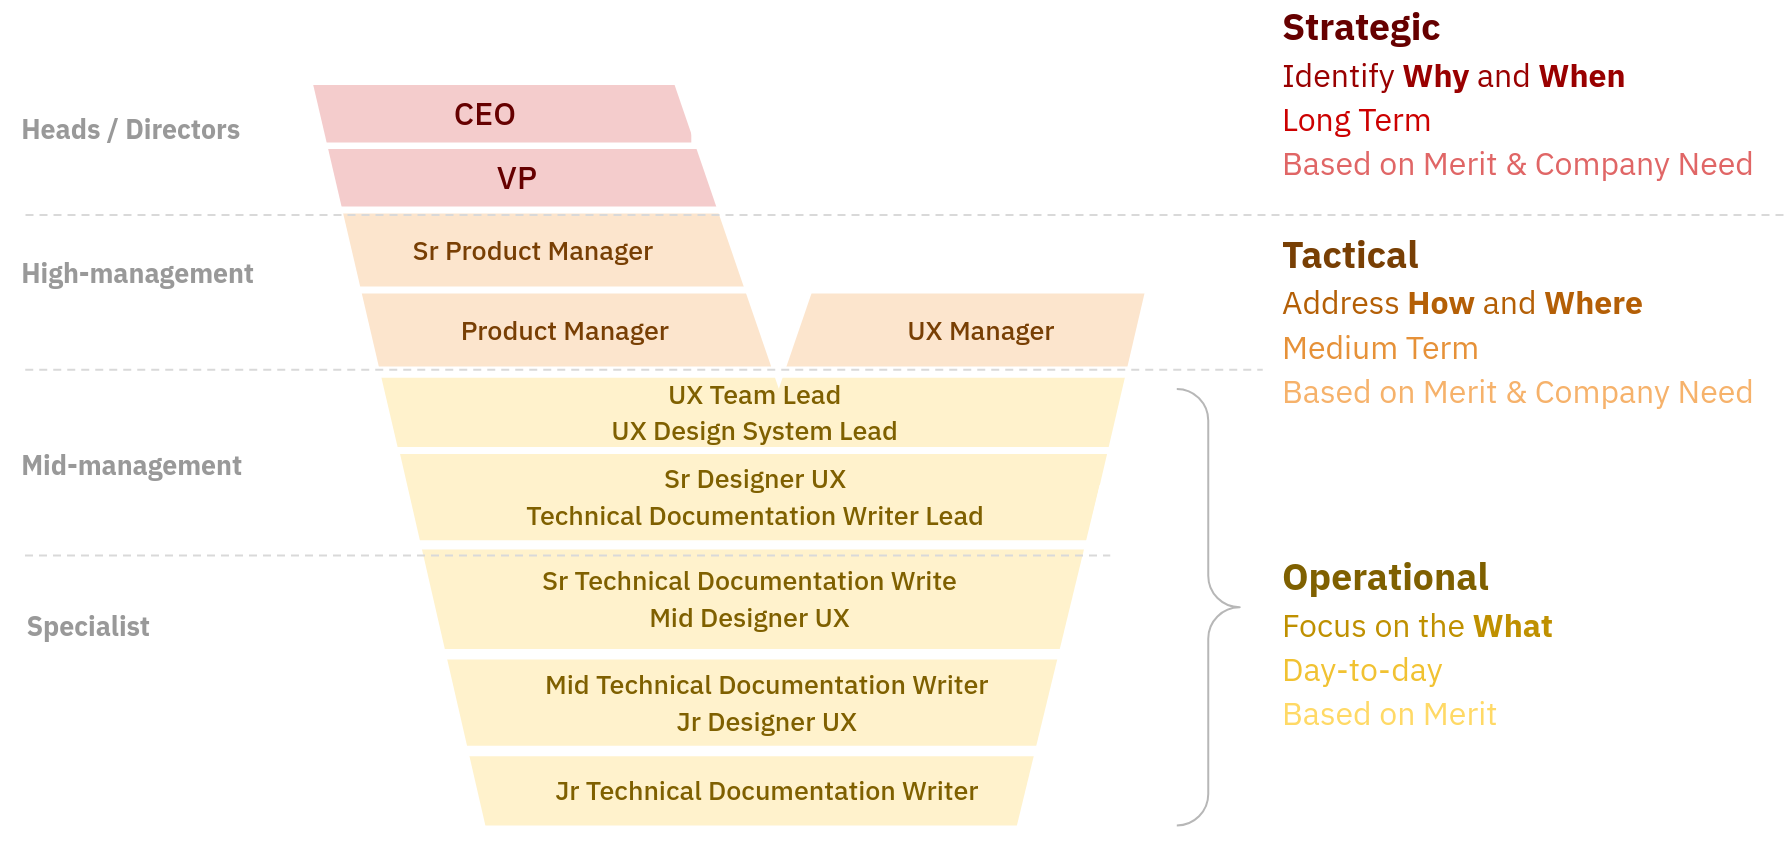 Strategic
Identify Why and When
Long Term
Based on Merit & Company Need
Heads / Directors
CEO
VP
High-management
Sr Product Manager
Product Manager
UX Manager
Tactical
Address How and Where
Medium Term
Based on Merit & Company Need
Mid-management
UX Team Lead
UX Design System Lead
Sr Designer UX
Technical Documentation Writer Lead
Specialist
Sr Technical Documentation Write
Mid Designer UX
Mid Technical Documentation Writer
Jr Designer UX
Jr Technical Documentation Writer
Operational
Focus on the What
Day-to-day
Based on Merit